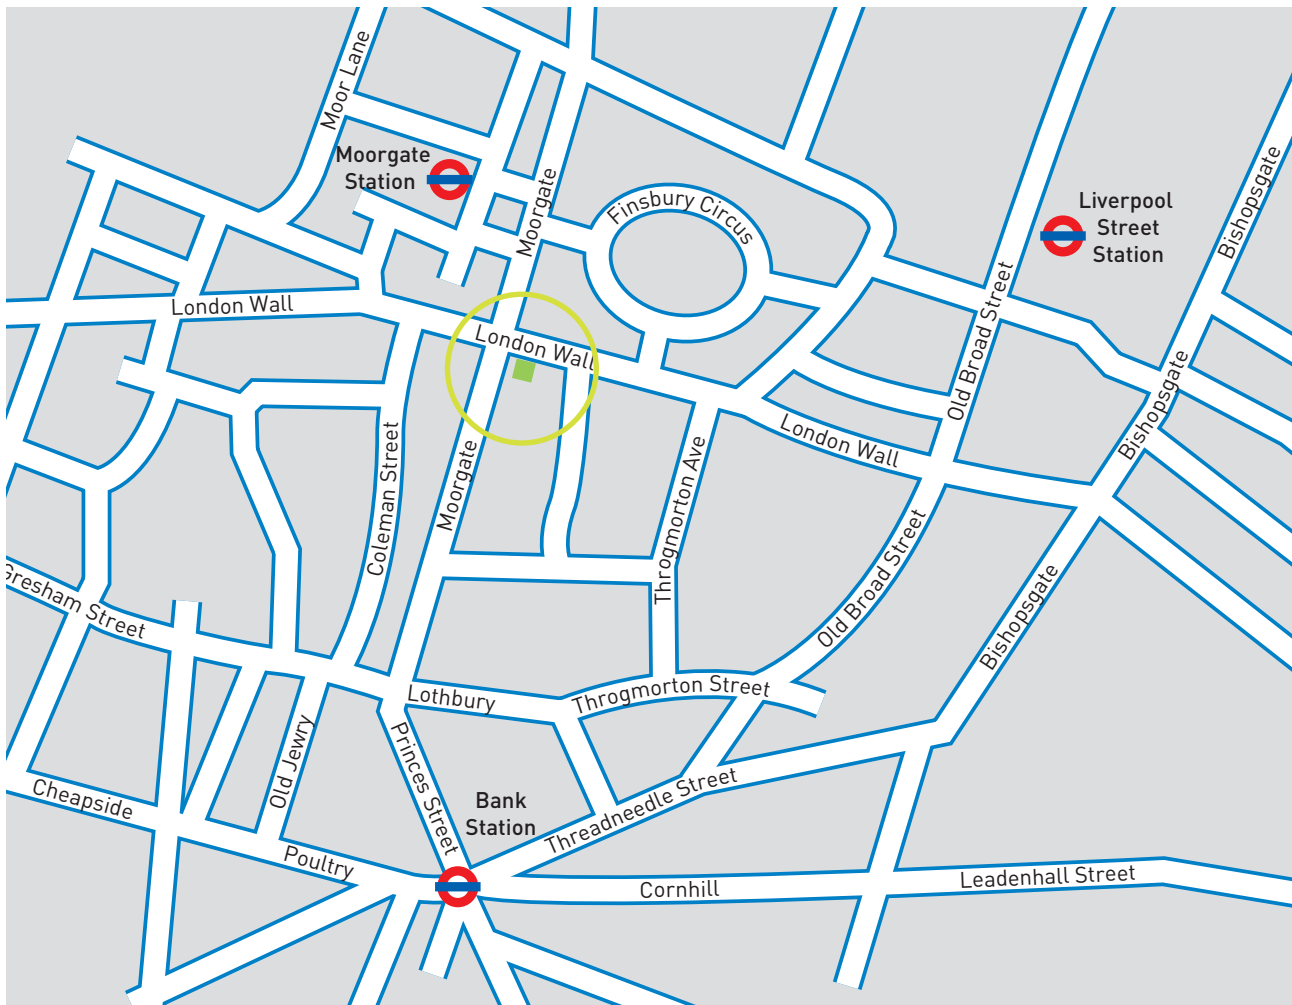 Moor Lane
Moorgate
Station
Moorgate
Finsbury Circus
Liverpool
Street
Station
Bishopsgate
London Wall
London Wall
Old Broad Street
Bishopsgate
London Wall
Coleman Street
Moorgate
Throgmorton Ave
Gresham Street
Old Broad Street
Bishopsgate
Lothbury
Throgmorton Street
Old Jewry
Princes Street
Cheapside
Bank
Station
Threadneedle Street
Poultry
Cornhill
Leadenhall Street